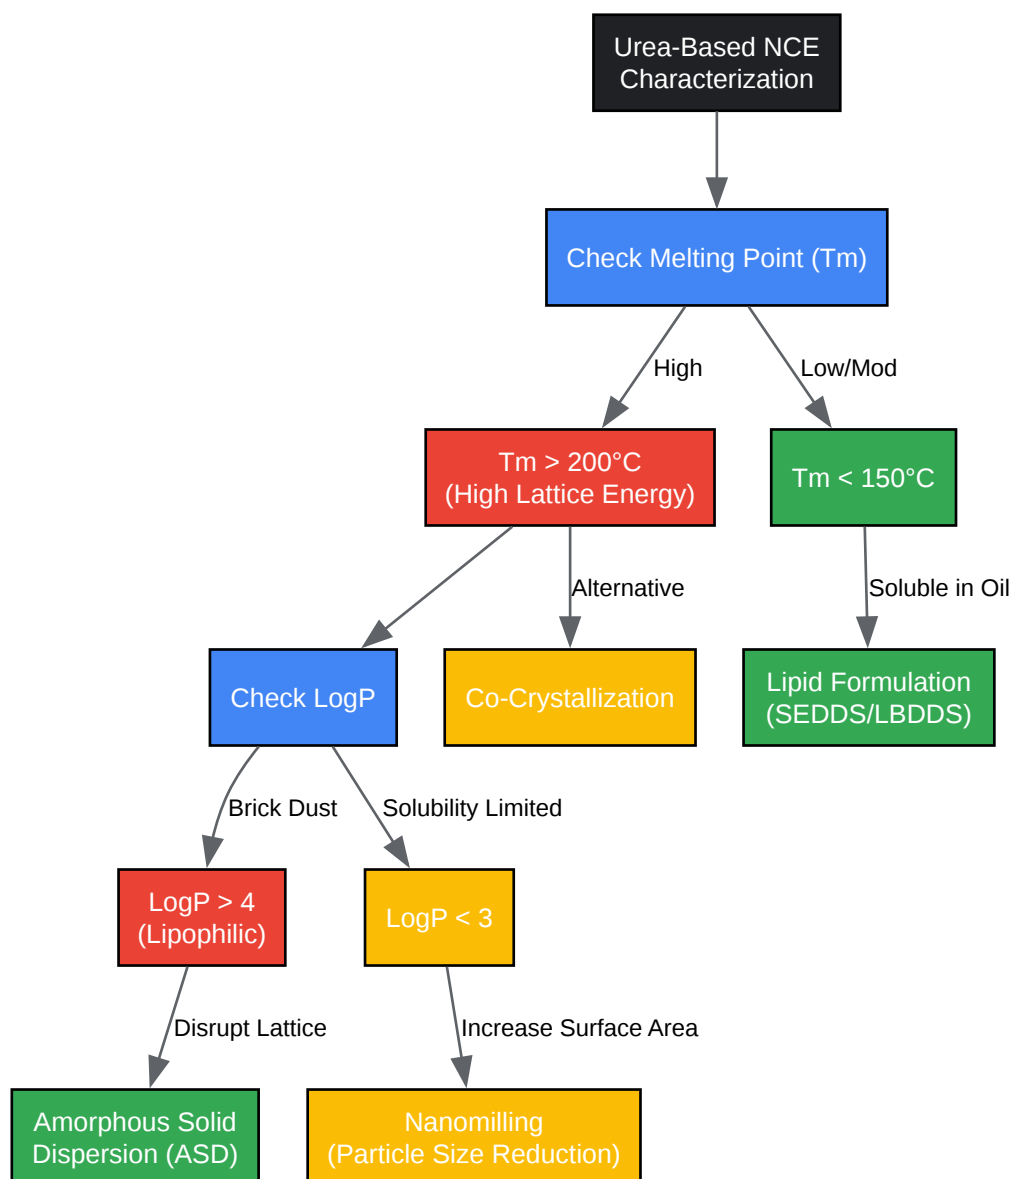 Urea-Based NCE
Characterization
Check Melting Point (Tm)
High
Low/Mod
Tm > 200°C
(High Lattice Energy)
Tm < 150°C
Alternative
Soluble in Oil
Check LogP
Co-Crystallization
Lipid Formulation
(SEDDS/LBDDS)
Brick Dust
Solubility Limited
LogP > 4
(Lipophilic)
LogP < 3
Disrupt Lattice
Increase Surface Area
Amorphous Solid
Dispersion (ASD)
Nanomilling
(Particle Size Reduction)